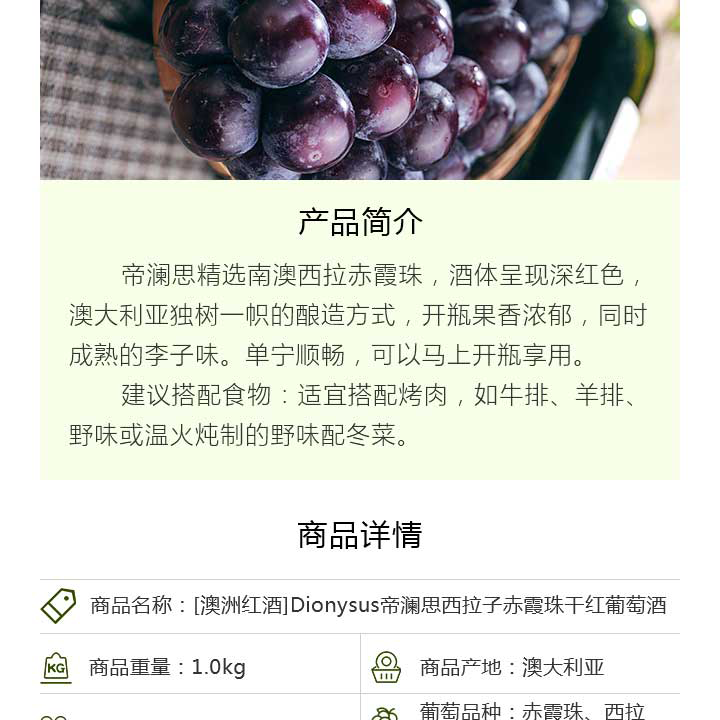 产品简介
帝澜思精选南澳西拉赤霞珠，酒体呈现深红色，
澳大利亚独树一帜的酿造方式，开瓶果香浓郁，同时
成熟的李子味。单宁顺畅，可以马上开瓶享用。
建议搭配食物：适宜搭配烤肉，如牛排、羊排、
野味或温火炖制的野味配冬菜。
商品详情
商品名称：[澳洲红酒]Dionysus帝澜思西拉子赤霞珠干红葡萄酒
KG 商品重量：1.0kg
商品产地：澳大利亚
葡萄品种：赤霞珠、西拉